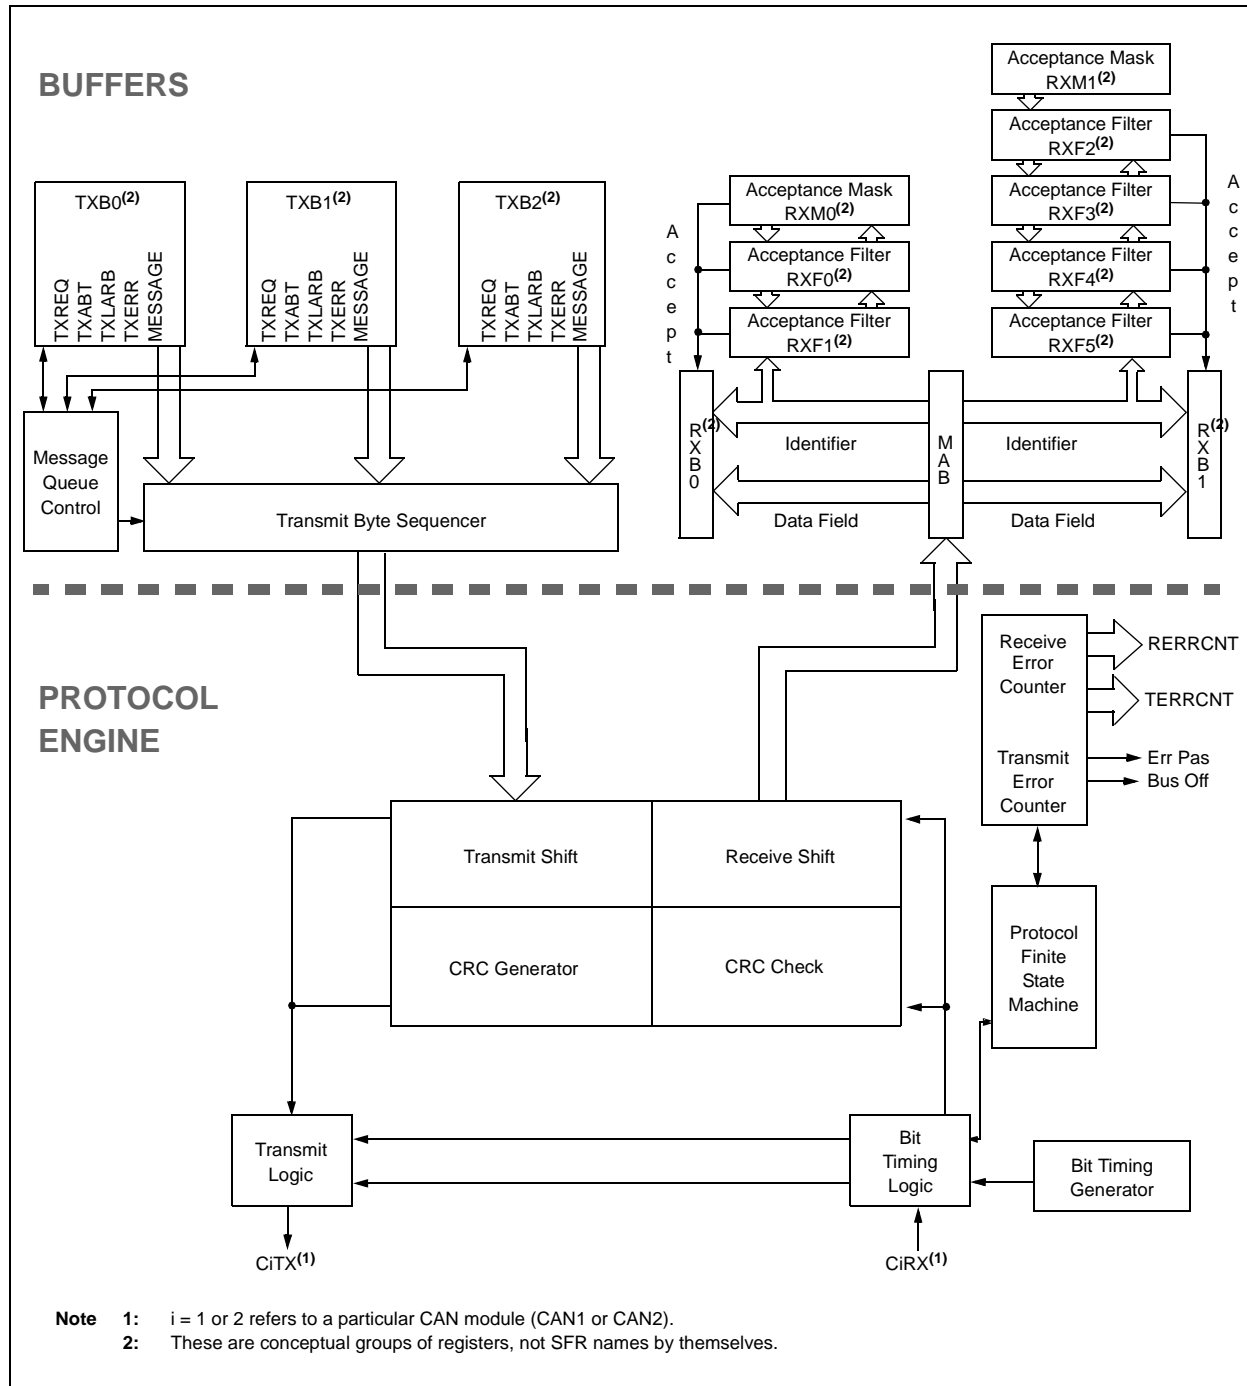 BUFFERS
Acceptance Mask
RXM1(2)
Acceptance Filter
RXF2(2)
Acceptance Filter
RXF3(2)
Acceptance Filter
RXF4(2)
Acceptance Filter
RXF5(2)
Accept
TXB0(2)
TXREQ
TXABT
TXLARB
TXERR
MESSAGE
TXB1(2)
TXREQ
TXABT
TXLARB
TXERR
MESSAGE
TXB2(2)
TXREQ
TXABT
TXLARB
TXERR
MESSAGE
Acceptance Mask
RXM0(2)
Acceptance Filter
RXF0(2)
Acceptance Filter
RXF1(2)
Accept
Message
Queue
Control
Transmit Byte Sequencer
RXB0(2)
Identifier
Data Field
MAB
Identifier
Data Field
RXB1(2)
PROTOCOL
ENGINE
Receive
Error
Counter
Transmit
Error
Counter
RERRCNT
TERRCNT
Err Pas
Bus Off
Transmit Shift
Receive Shift
CRC Generator
CRC Check
Protocol
Finite
State
Machine
Transmit
Logic
Bit
Timing
Logic
Bit Timing
Generator
CiTX(1)
CiRX(1)
Note 1: i = 1 or 2 refers to a particular CAN module (CAN1 or CAN2).
2: These are conceptual groups of registers, not SFR names by themselves.